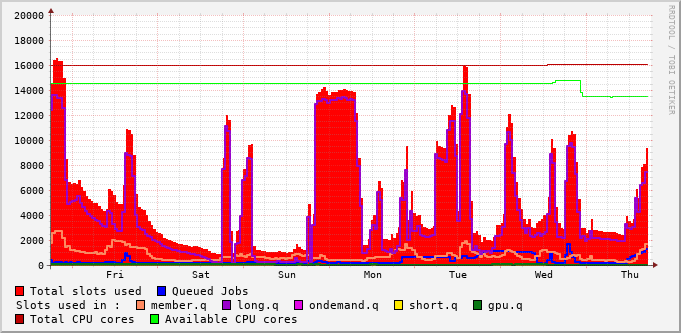 RRDTOOL / TOBI OETIKER
20000
18000
16000
14000
12000
10000
8000
6000
4000
2000
0
Fri Sat Sun Mon Tue Wed Thu
Total slots used Queued Jobs
Slots used in : member.q long.q ondemand.q short.q gpu.q
Total CPU cores Available CPU cores